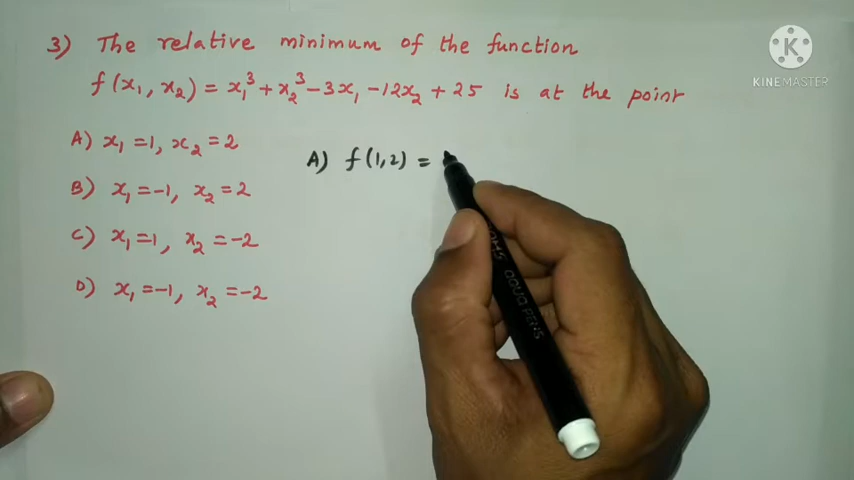 3) The relative minimum of the function
f(x₁, x₂) = x₁³ + x₂³ - 3x₁ - 12x₂ + 25 is at the point
A) x₁ = 1, x₂ = 2
B) x₁ = -1, x₂ = 2
C) x₁ = 1, x₂ = -2
D) x₁ = -1, x₂ = -2
A) f(1,2) =
K
KINEMASTER